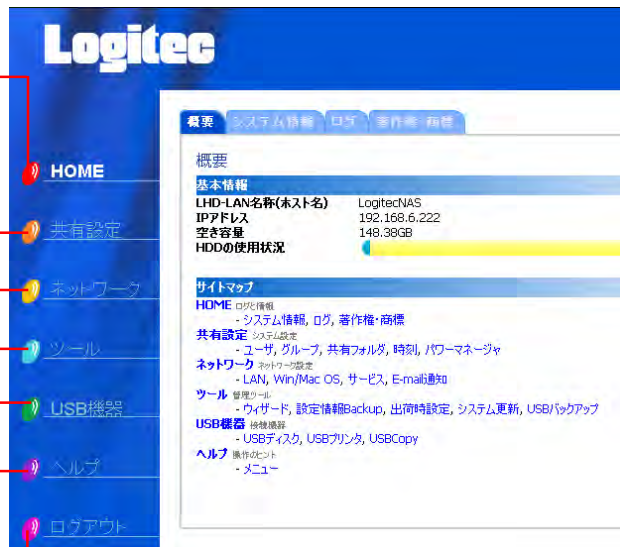 Logitec
概要 システム情報 ログ 著作権・商標
HOME
共有設定
ネットワーク
ツール
USB機器
ヘルプ
ログアウト
概要
基本情報
LHD-LAN名称(ホスト名) LogitecNAS
IPアドレス 192.168.6.222
空き容量 148.38GB
HDDの使用状況
サイトマップ
HOME ログと情報
- システム情報, ログ, 著作権・商標
共有設定 システム設定
- ユーザ, グループ, 共有フォルダ, 時刻, パワーマネージャ
ネットワーク ネットワーク設定
- LAN, Win/Mac OS, サービス, E-mail通知
ツール 管理ツール
- ウィザード, 設定情報Backup, 出荷時設定, システム更新, USBバックアップ
USB機器 接続機器
- USBディスク, USBプリンタ, USBCopy
ヘルプ 操作のヒント
- メニュー